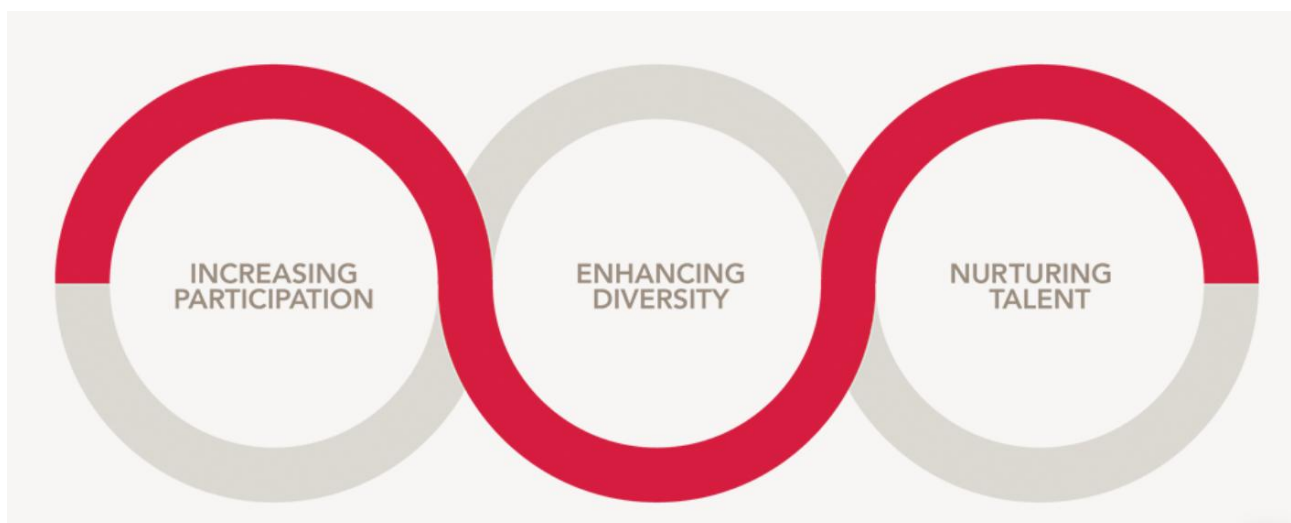 INCREASING
PARTICIPATION
ENHANCING
DIVERSITY
NURTURING
TALENT